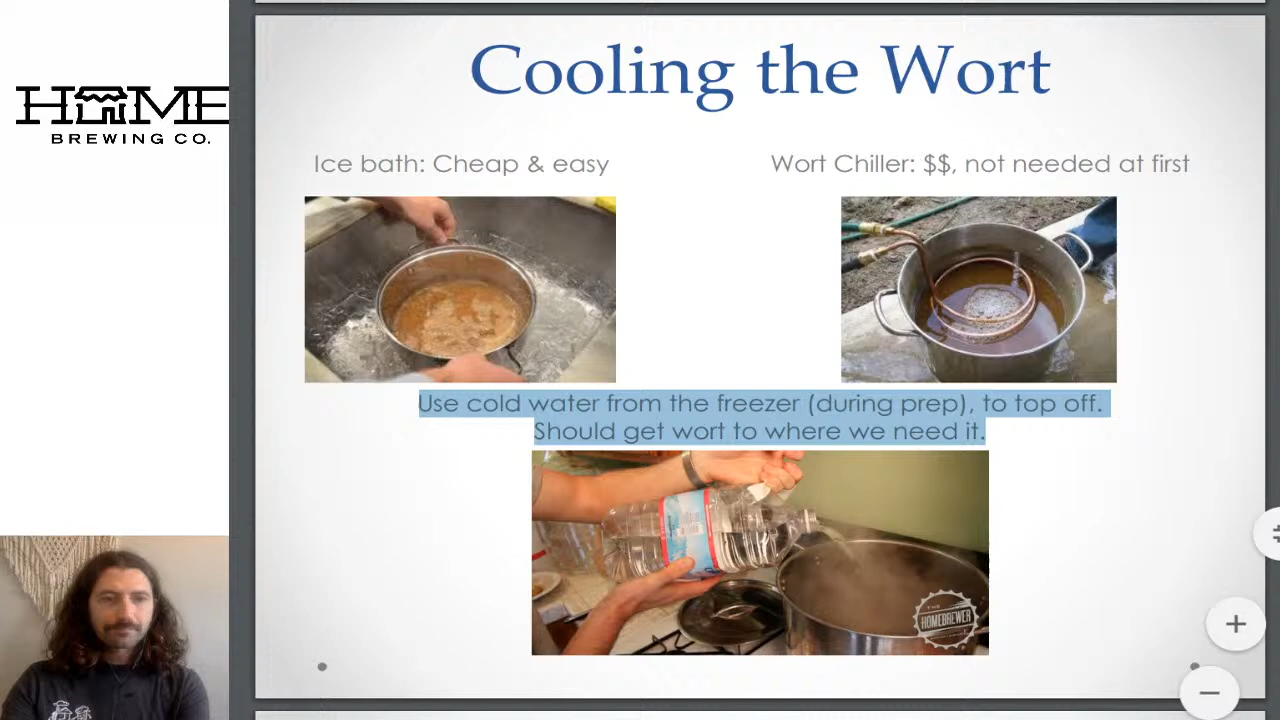 HOME
BREWING CO.
Cooling the Wort
Ice bath: Cheap & easy
Wort Chiller: $$, not needed at first
Use cold water from the freezer (during prep), to top off.
Should get wort to where we need it.
THE
HOMEBREWER